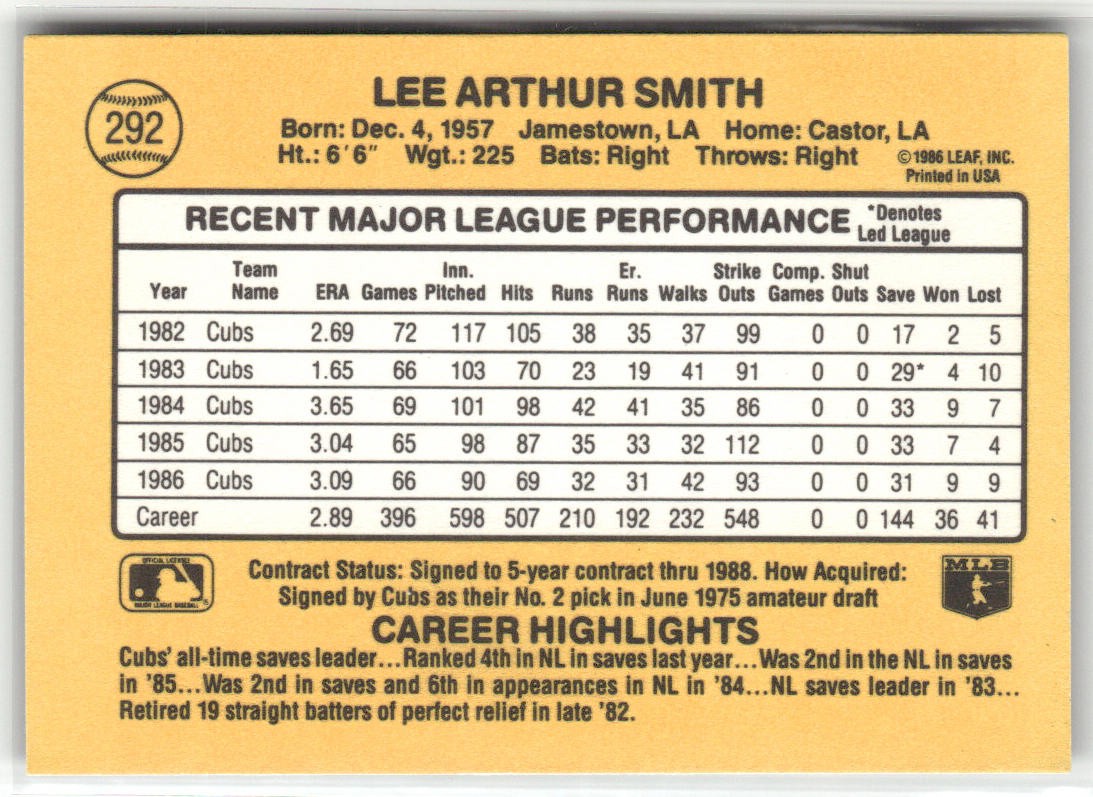 292
LEE ARTHUR SMITH
Born: Dec. 4, 1957 Jamestown, LA Home: Castor, LA
Ht.: 6'6" Wgt.: 225 Bats: Right Throws: Right
©1986 LEAF, INC.
Printed in USA
RECENT MAJOR LEAGUE PERFORMANCE
*Denotes
Led League
Team Inn. Er. Strike Comp. Shut
Year Name ERA Games Pitched Hits Runs Runs Walks Outs Games Outs Save Won Lost
1982 Cubs 2.69 72 117 105 38 35 37 99 0 0 17 2 5
1983 Cubs 1.65 66 103 70 23 19 41 91 0 0 29* 4 10
1984 Cubs 3.65 69 101 98 42 41 35 86 0 0 33 9 7
1985 Cubs 3.04 65 98 87 35 33 32 112 0 0 33 7 4
1986 Cubs 3.09 66 90 69 32 31 42 93 0 0 31 9 9
Career 2.89 396 598 507 210 192 232 548 0 0 144 36 41
OFFICIAL LICENSEE
MAJOR LEAGUE BASEBALL ®
Contract Status: Signed to 5-year contract thru 1988. How Acquired:
Signed by Cubs as their No. 2 pick in June 1975 amateur draft
MLB
CAREER HIGHLIGHTS
Cubs' all-time saves leader...Ranked 4th in NL in saves last year...Was 2nd in the NL in saves
in '85...Was 2nd in saves and 6th in appearances in NL in '84...NL saves leader in '83...
Retired 19 straight batters of perfect relief in late '82.